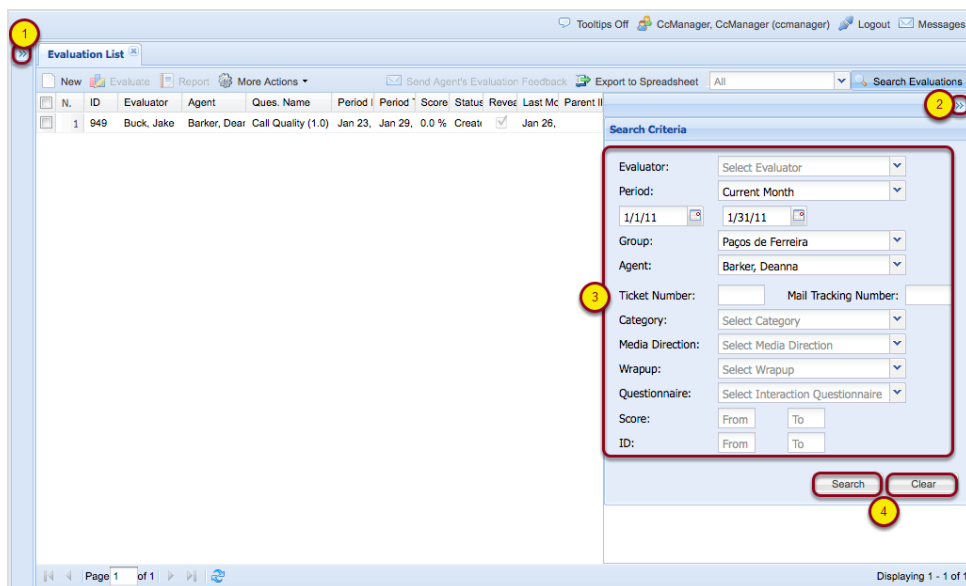 Tooltips Off CcManager, CcManager (ccmanager) Logout Messages
1
Evaluation List
New Evaluate Report More Actions Send Agent's Evaluation Feedback Export to Spreadsheet All Search Evaluations
N. ID Evaluator Agent Ques. Name Period Period Score Status Revea Last Mo Parent I
2
1 949 Buck, Jake Barker, Dear Call Quality (1.0) Jan 23, Jan 29, 0.0 % Creat Jan 26,
Search Criteria
Evaluator: Select Evaluator
Period: Current Month
1/1/11 1/31/11
Group: Paços de Ferreira
Agent: Barker, Deanna
3
Ticket Number: Mail Tracking Number:
Category: Select Category
Media Direction: Select Media Direction
Wrapup: Select Wrapup
Questionnaire: Select Interaction Questionnaire
Score: From To
ID: From To
Search Clear
4
Page 1 of 1 Displaying 1 - 1 of 1